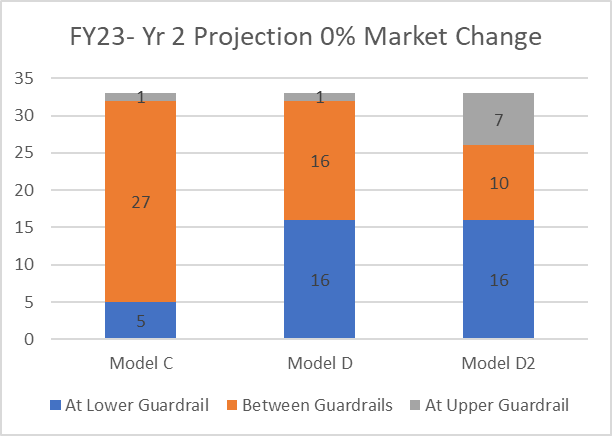 FY23- Yr 2 Projection 0% Market Change
35
30
25
20
15
10
5
0
1
27
5
1
16
16
7
10
16
Model C
Model D
Model D2
At Lower Guardrail
Between Guardrails
At Upper Guardrail